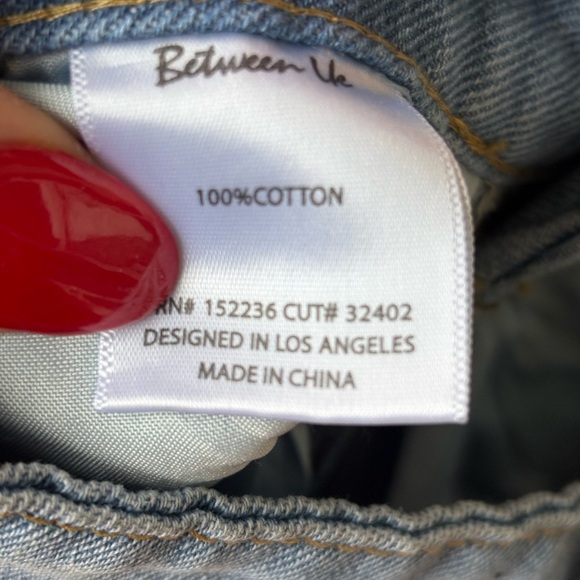 Between Us
100%COTTON
RN# 152236 CUT# 32402
DESIGNED IN LOS ANGELES
MADE IN CHINA